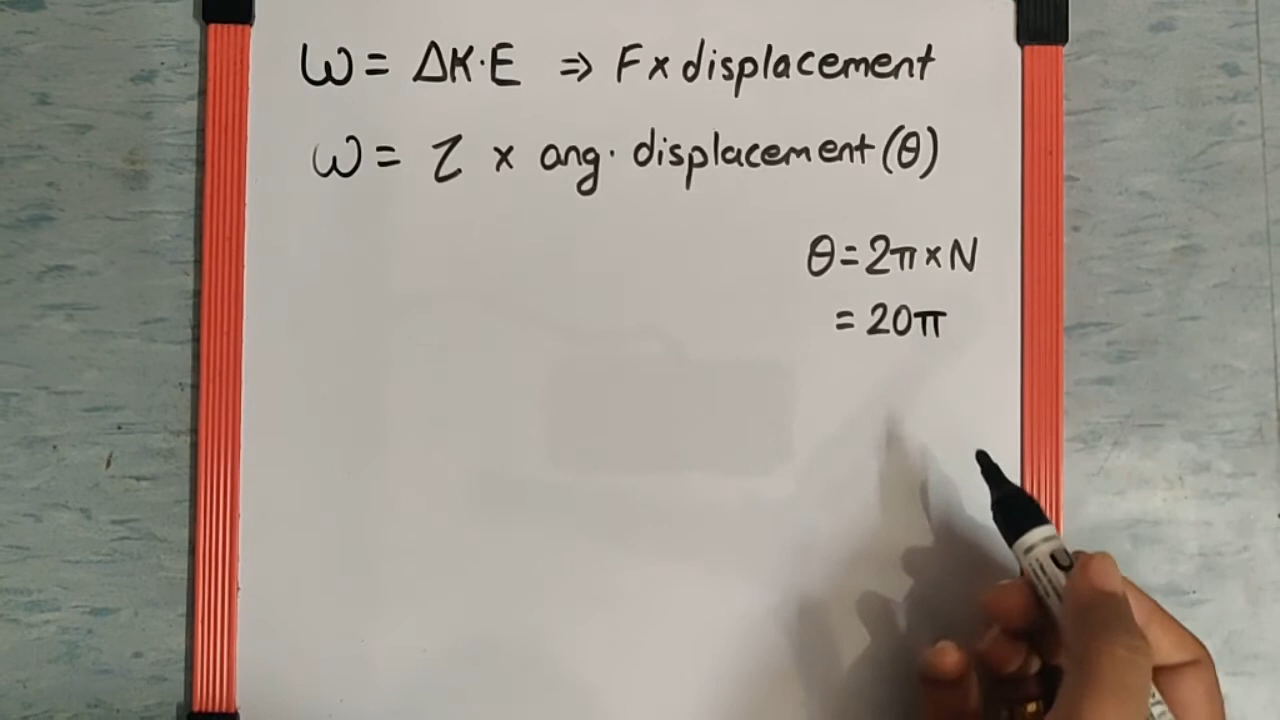 W = ΔK·E ⇒ F x displacement
W = τ x ang. displacement (θ)
θ = 2π x N
= 20π